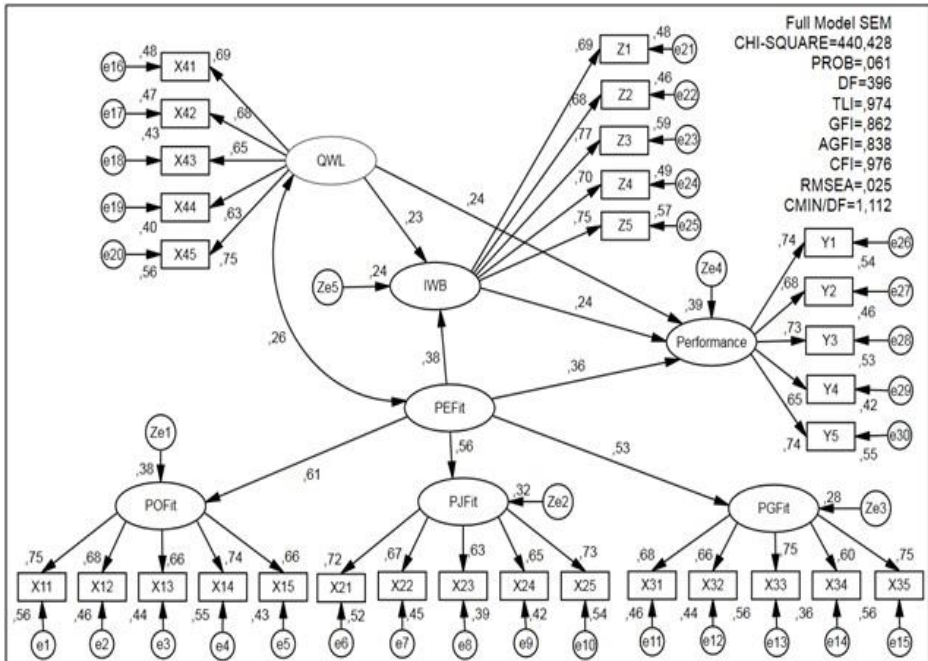 Full Model SEM
CHI-SQUARE=440,428
PROB=,061
DF=396
TLI=,974
GFI=,862
AGFI=,838
CFI=,976
RMSEA=,025
CMIN/DF=1,112
,48 ,69
e16 X41
,47 ,68
e17 X42
,43 ,65
e18 X43
e19 X44
,40 ,63
e20 X45
,56 ,75
QWL
,69 Z1 ,48 e21
,68 Z2 ,46 e22
,77 Z3 ,59 e23
,70 Z4 ,49 e24
,75 Z5 ,57 e25
,23 ,24
Ze5 ,24 IWB
,24
Ze4
,39
Performance
,74 Y1 e26
,54
,68 Y2 e27
,46
,73 Y3 e28
,53
Y4 e29
,65 ,42
Y5 e30
,74 ,55
,26 ,38 ,36
PEFit
,61 ,56 ,53
Ze1
,38
POFit
PJFit ,32 Ze2
PGFit ,28 Ze3
,75 ,68 ,66 ,74 ,66
X11 X12 X13 X14 X15
,56 ,46 ,44 ,55 ,43
e1 e2 e3 e4 e5
,72 ,67 ,63 ,65 ,73
X21 X22 X23 X24 X25
,52 ,45 ,39 ,42 ,54
e6 e7 e8 e9 e10
,68 ,66 ,75 ,60 ,75
X31 X32 X33 X34 X35
,46 ,44 ,56 ,36 ,56
e11 e12 e13 e14 e15